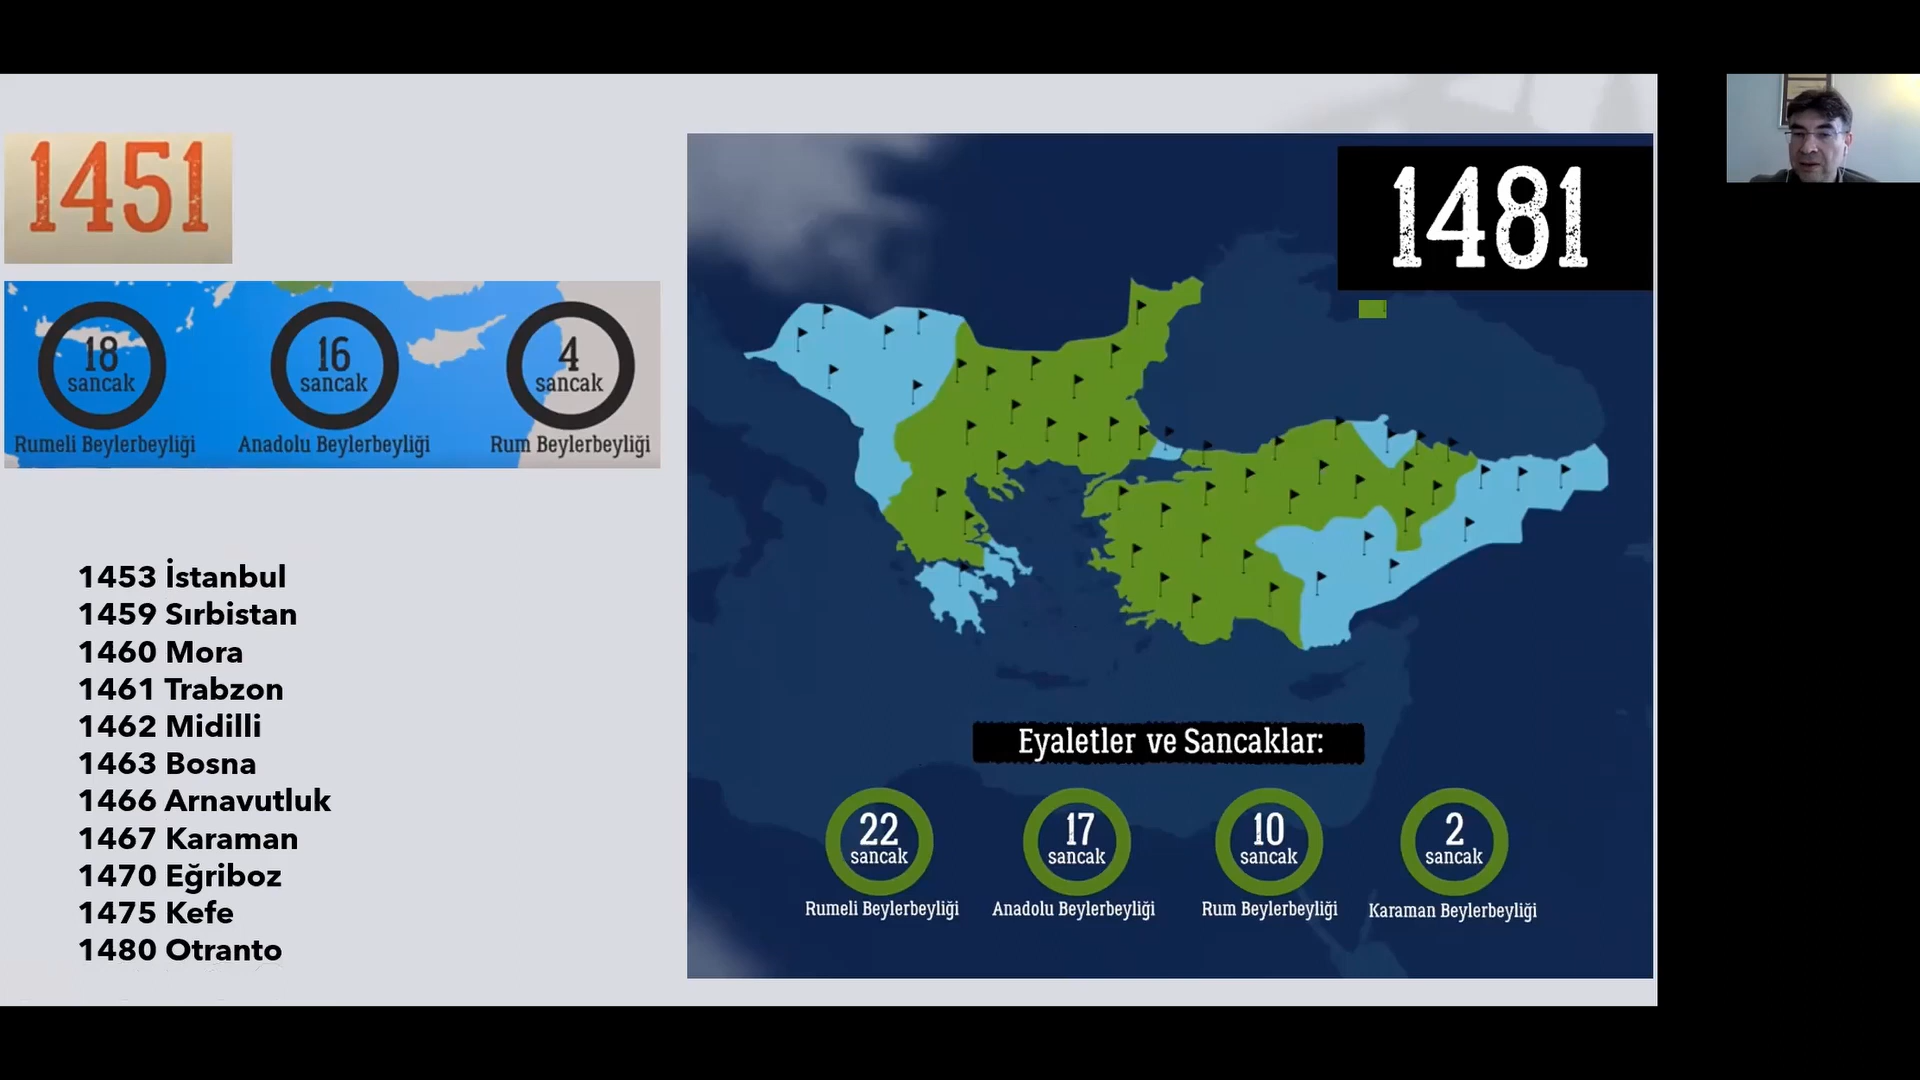 1451
18
sancak
Rumeli Beylerbeyliği
16
sancak
Anadolu Beylerbeyliği
4
sancak
Rum Beylerbeyliği
1453 İstanbul
1459 Sırbistan
1460 Mora
1461 Trabzon
1462 Midilli
1463 Bosna
1466 Arnavutluk
1467 Karaman
1470 Eğriboz
1475 Kefe
1480 Otranto
1481
Eyaletler ve Sancaklar:
22
sancak
Rumeli Beylerbeyliği
17
sancak
Anadolu Beylerbeyliği
10
sancak
Rum Beylerbeyliği
2
sancak
Karaman Beylerbeyliği